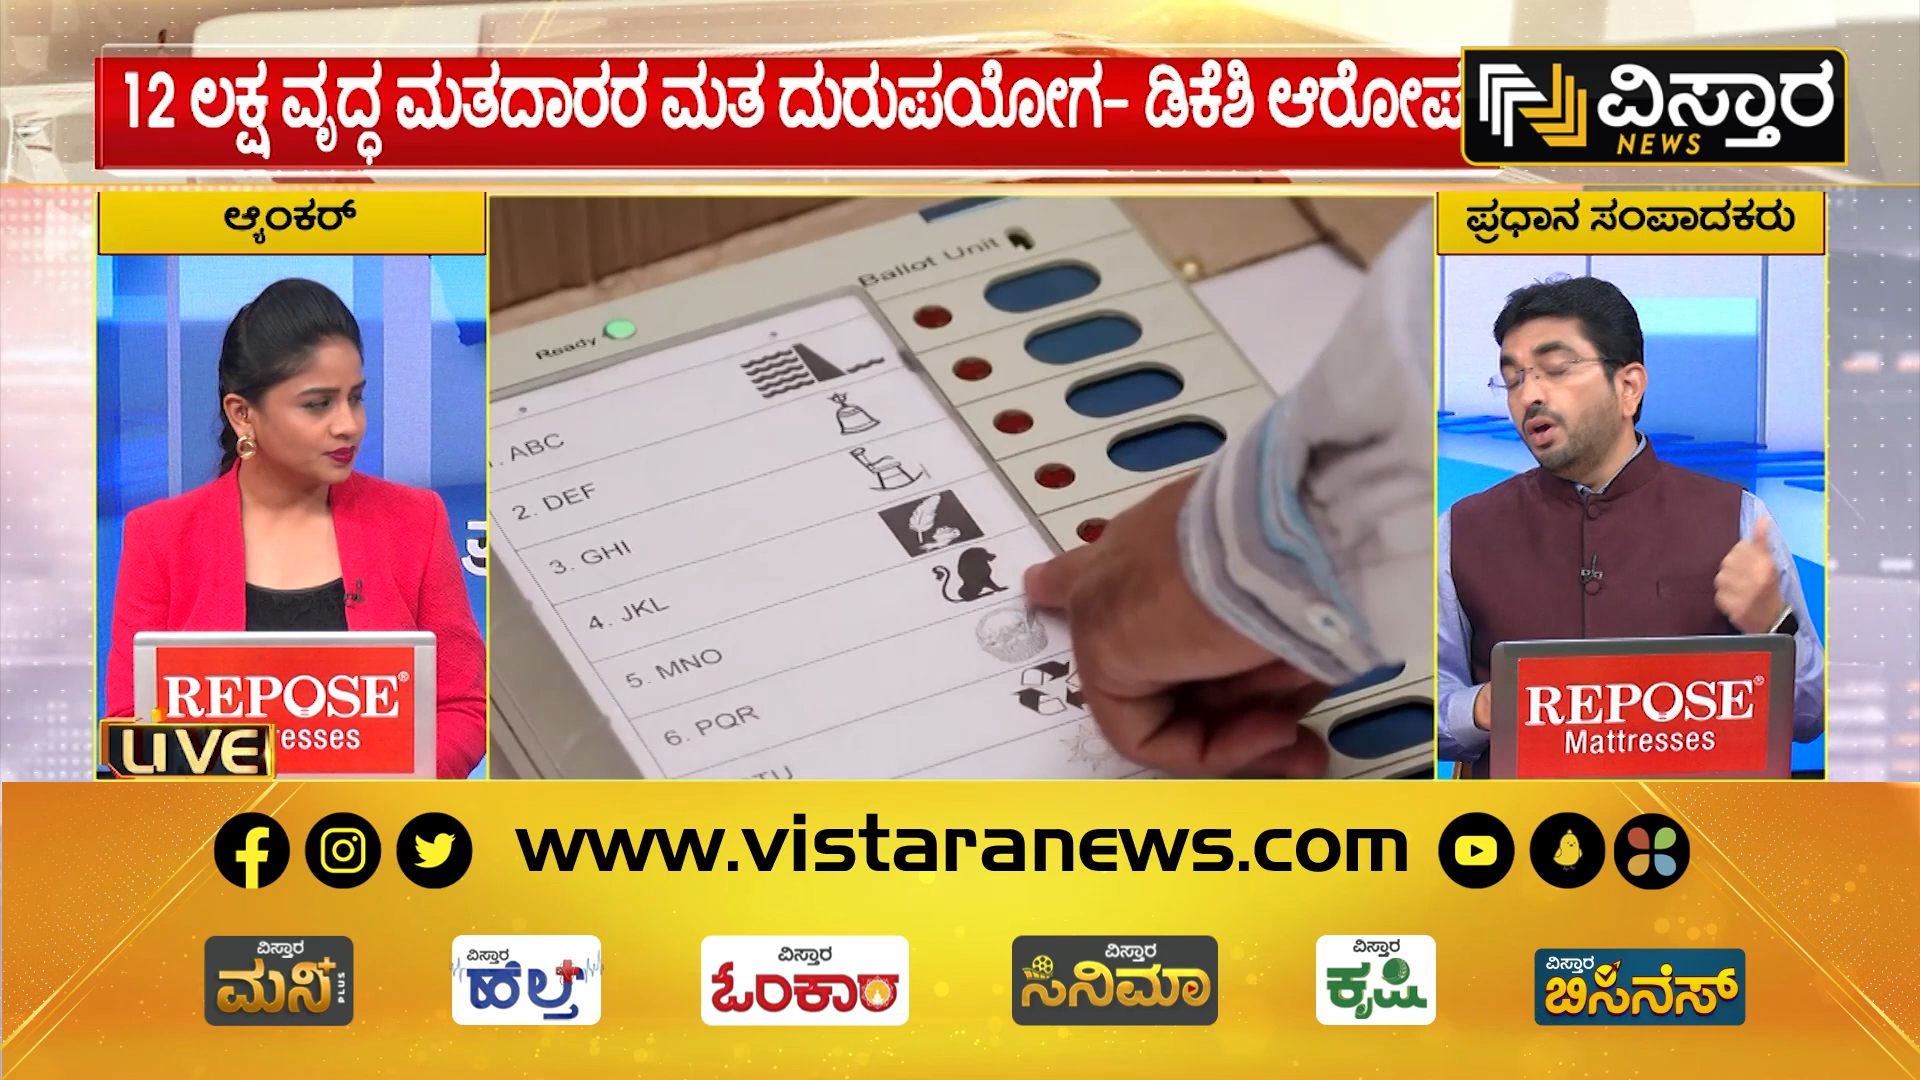 12 ಲಕ್ಷ ವೃದ್ಧ ಮತದಾರರ ಮತ ದುರುಪಯೋಗ- ಡಿಕೆಶಿ ಆರೋಪ
ವಿಸ್ತಾರ
NEWS
ಆ್ಯಂಕರ್
ಪ್ರಧಾನ ಸಂಪಾದಕರು
Ballot Unit
Ready
1. ABC
2. DEF
3. GHI
4. JKL
5. MNO
6. PQR
REPOSE®
esses
LIVE
REPOSE®
Mattresses
www.vistaranews.com
ವಿಸ್ತಾರ
ಮನಿ+
PLUS
ವಿಸ್ತಾರ
ಹೆಲ್ತ್
ವಿಸ್ತಾರ
ಓಂಕಾರ
ವಿಸ್ತಾರ
ಸಿನಿಮಾ
ವಿಸ್ತಾರ
ಕೃಷಿ
ವಿಸ್ತಾರ
ಬಿಸಿನೆಸ್